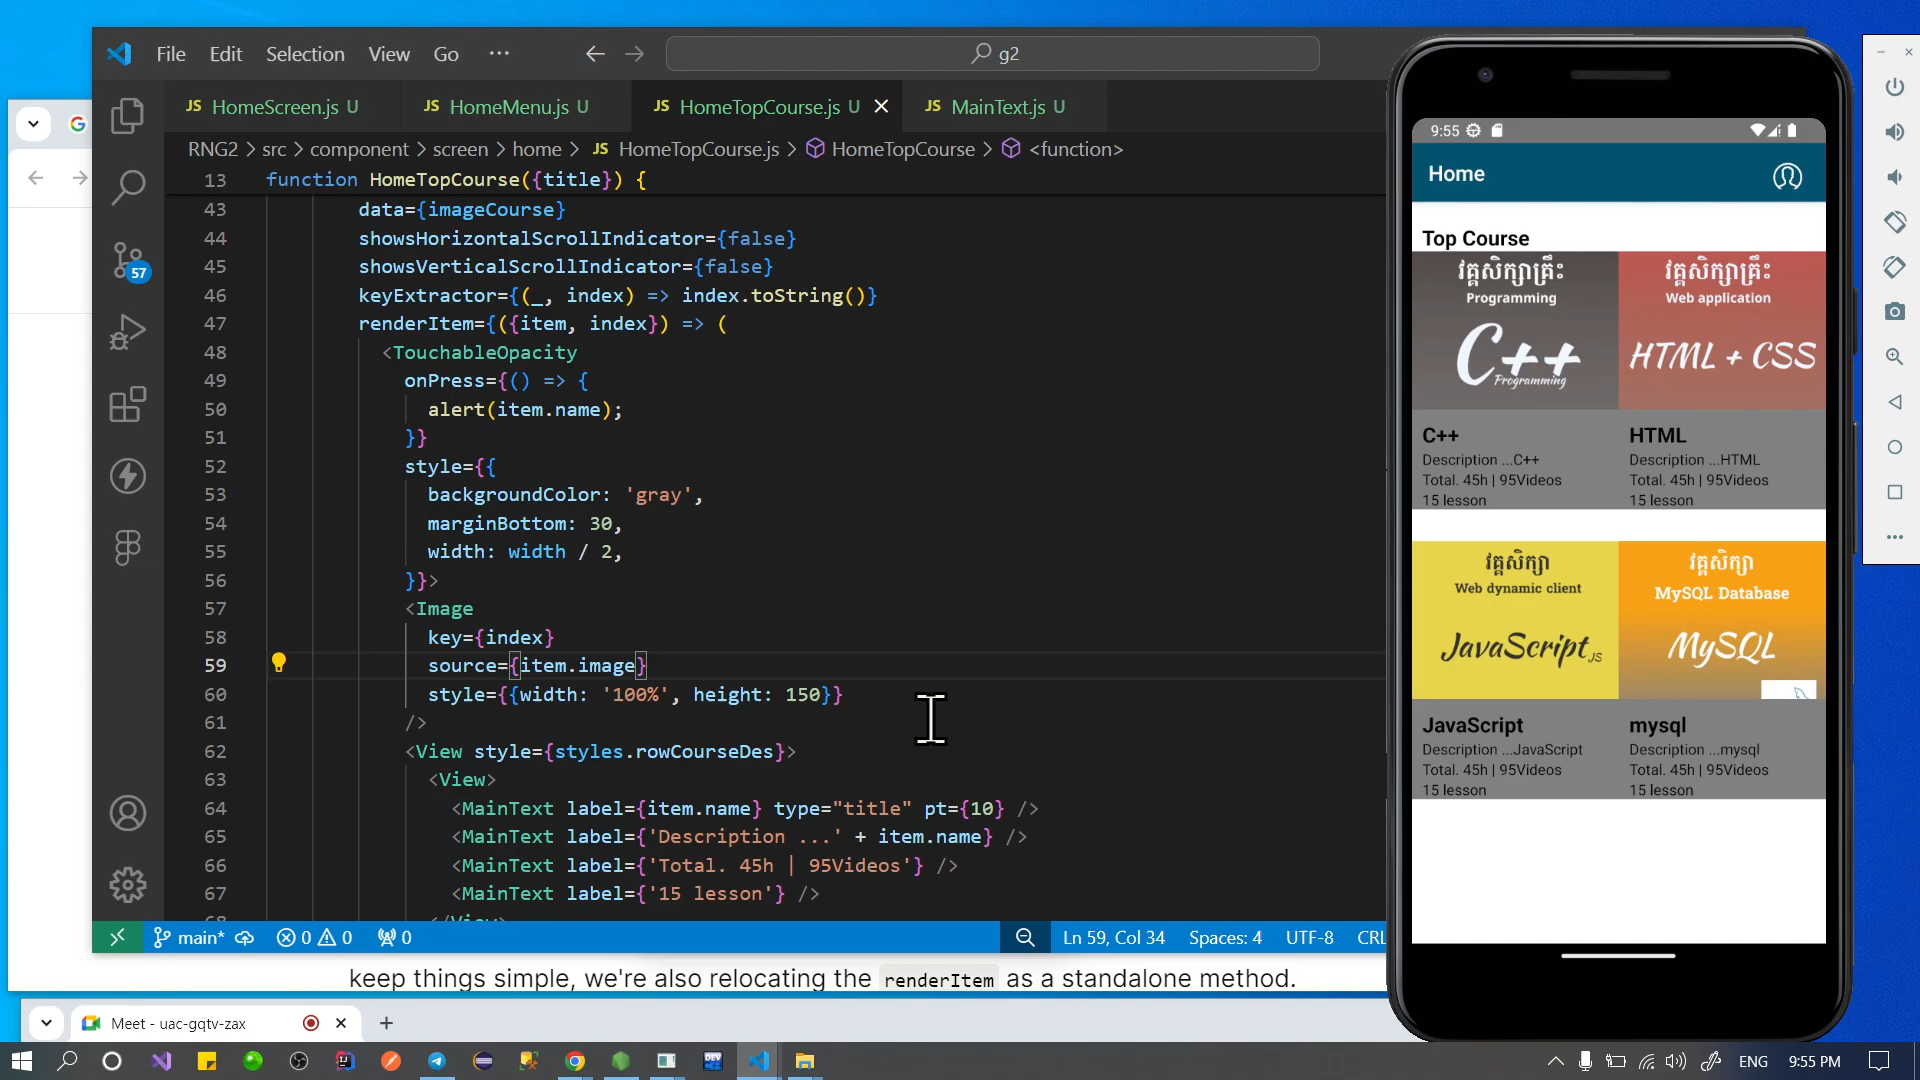 File Edit Selection View Go ··· g2
JS HomeScreen.js U JS HomeMenu.js U JS HomeTopCourse.js U JS MainText.js U
RNG2 > src > component > screen > home > JS HomeTopCourse.js > HomeTopCourse > <function>
13 function HomeTopCourse({title}) {
43 data={imageCourse}
44 showsHorizontalScrollIndicator={false}
45 showsVerticalScrollIndicator={false}
46 keyExtractor={(_, index) => index.toString()}
47 renderItem={({item, index}) => (
48 <TouchableOpacity
49 onPress={() => {
50 alert(item.name);
51 }}
52 style={{
53 backgroundColor: 'gray',
54 marginBottom: 30,
55 width: width / 2,
56 }}>
57 <Image
58 key={index}
59 source={item.image}
60 style={{width: '100%', height: 150}}
61 />
62 <View style={styles.rowCourseDes}>
63 <View>
64 <MainText label={item.name} type="title" pt={10} />
65 <MainText label={'Description ...' + item.name} />
66 <MainText label={'Total. 45h | 95Videos'} />
67 <MainText label={'15 lesson'} />
68 </View>
57
main* 0 0 0 Ln 59, Col 34 Spaces: 4 UTF-8 CRL
keep things simple, we're also relocating the renderItem as a standalone method.
Meet - uac-gqtv-zax
ENG 9:55 PM
9:55
Home
Top Course
វគ្គសិក្សាគ្រឹះ
Programming
C++
Programming
វគ្គសិក្សាគ្រឹះ
Web application
HTML + CSS
C++
Description ...C++
Total. 45h | 95Videos
15 lesson
HTML
Description ...HTML
Total. 45h | 95Videos
15 lesson
វគ្គសិក្សា
Web dynamic client
JavaScript.JS
វគ្គសិក្សា
MySQL Database
MySQL
JavaScript
Description ...JavaScript
Total. 45h | 95Videos
15 lesson
mysql
Description ...mysql
Total. 45h | 95Videos
15 lesson